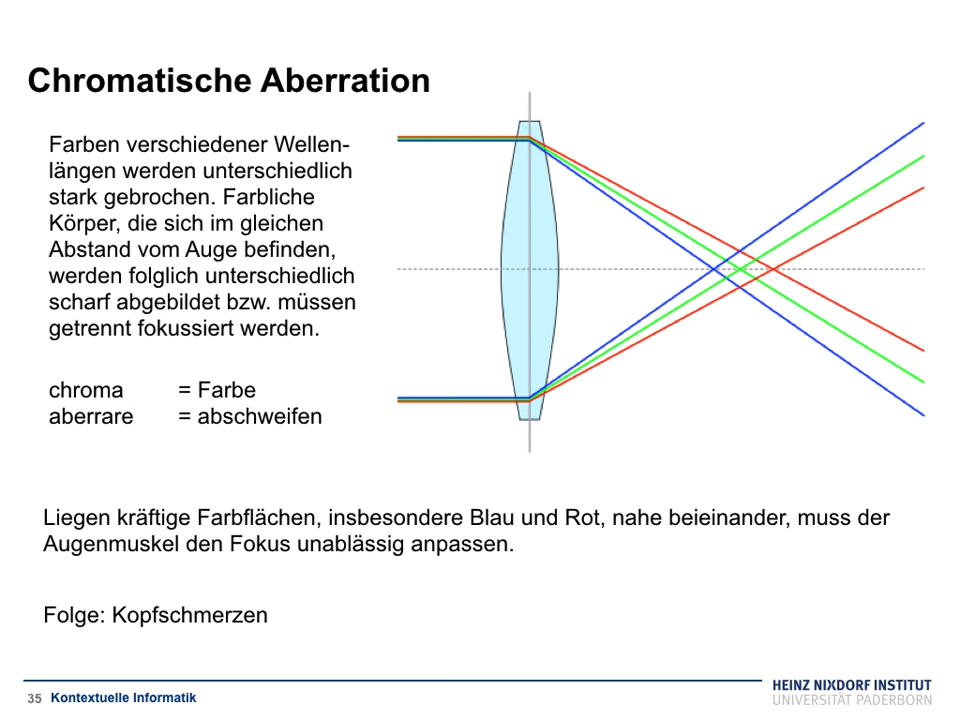 Chromatische Aberration
Farben verschiedener Wellen-
längen werden unterschiedlich
stark gebrochen. Farbliche
Körper, die sich im gleichen
Abstand vom Auge befinden,
werden folglich unterschiedlich
scharf abgebildet bzw. müssen
getrennt fokussiert werden.
chroma = Farbe
aberrare = abschweifen
Liegen kräftige Farbflächen, insbesondere Blau und Rot, nahe beieinander, muss der
Augenmuskel den Fokus unablässig anpassen.
Folge: Kopfschmerzen
35 Kontextuelle Informatik
HEINZ NIXDORF INSTITUT
UNIVERSITÄT PADERBORN